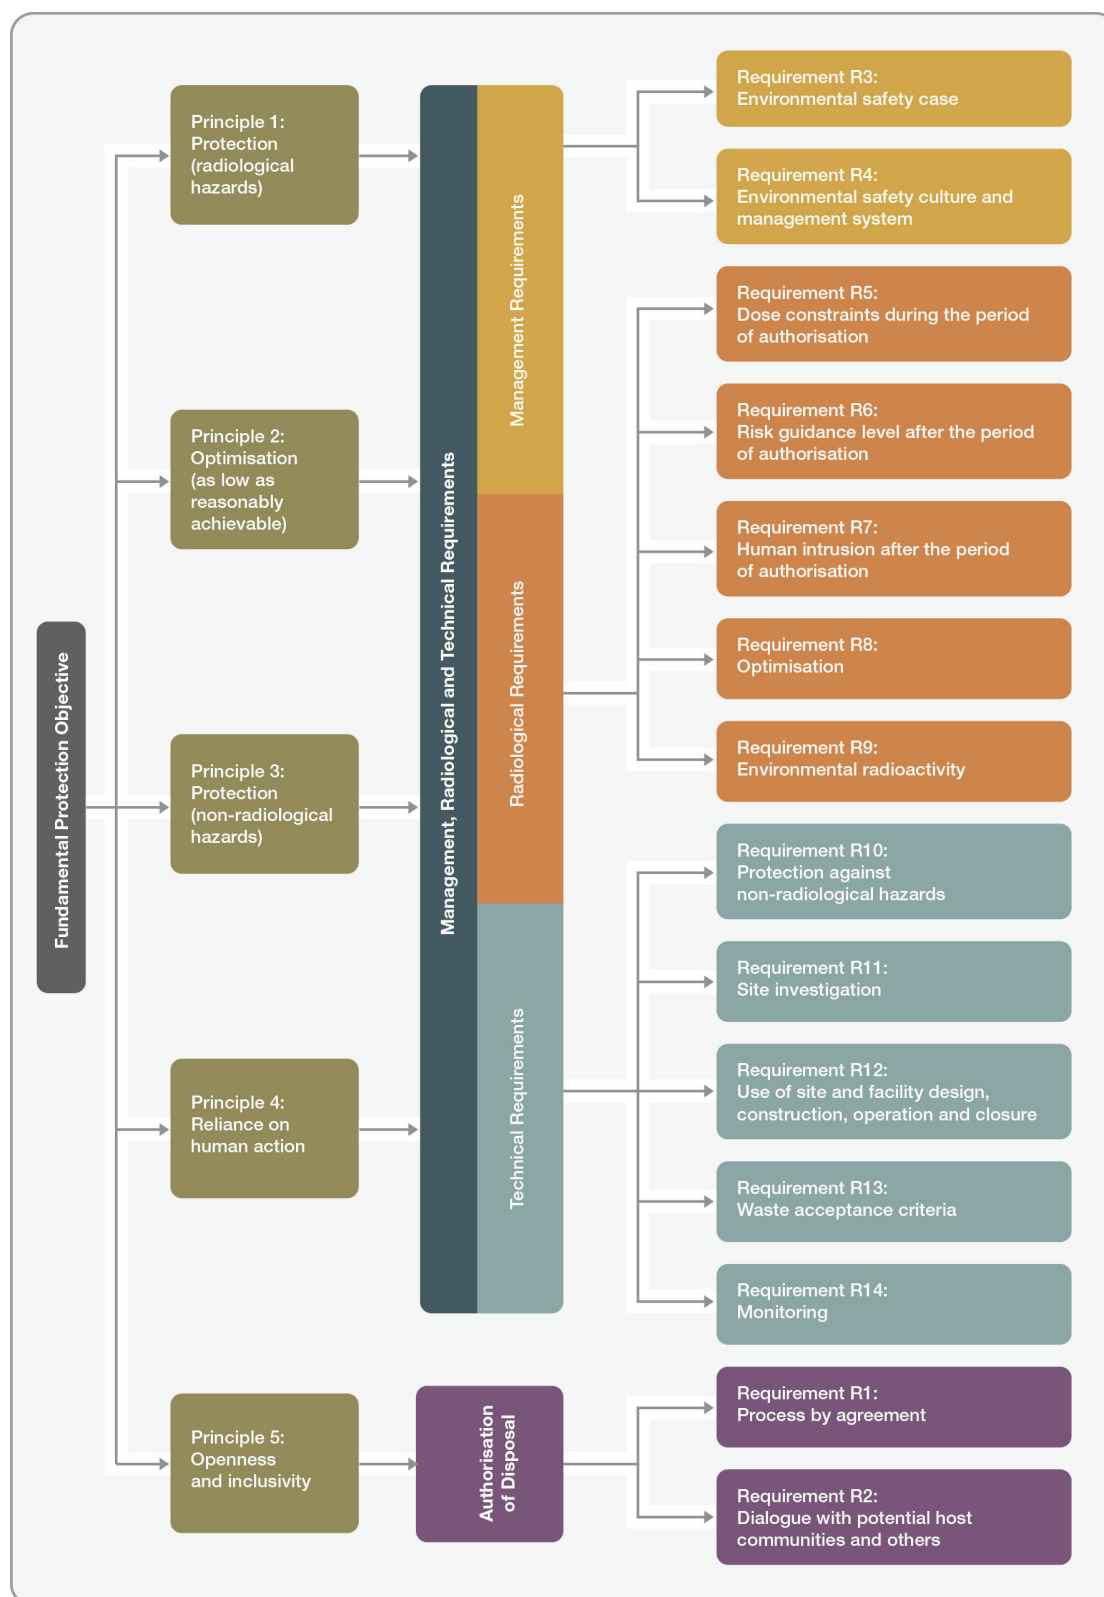 Fundamental Protection Objective
Principle 1:
Protection
(radiological
hazards)
Principle 2:
Optimisation
(as low as
reasonably
achievable)
Principle 3:
Protection
(non-radiological
hazards)
Principle 4:
Reliance on
human action
Principle 5:
Openness
and inclusivity
Management, Radiological and Technical Requirements
Management Requirements
Radiological Requirements
Technical Requirements
Authorisation
of Disposal
Requirement R3:
Environmental safety case
Requirement R4:
Environmental safety culture and
management system
Requirement R5:
Dose constraints during the period
of authorisation
Requirement R6:
Risk guidance level after the period
of authorisation
Requirement R7:
Human intrusion after the period
of authorisation
Requirement R8:
Optimisation
Requirement R9:
Environmental radioactivity
Requirement R10:
Protection against
non-radiological hazards
Requirement R11:
Site investigation
Requirement R12:
Use of site and facility design,
construction, operation and closure
Requirement R13:
Waste acceptance criteria
Requirement R14:
Monitoring
Requirement R1:
Process by agreement
Requirement R2:
Dialogue with potential host
communities and others